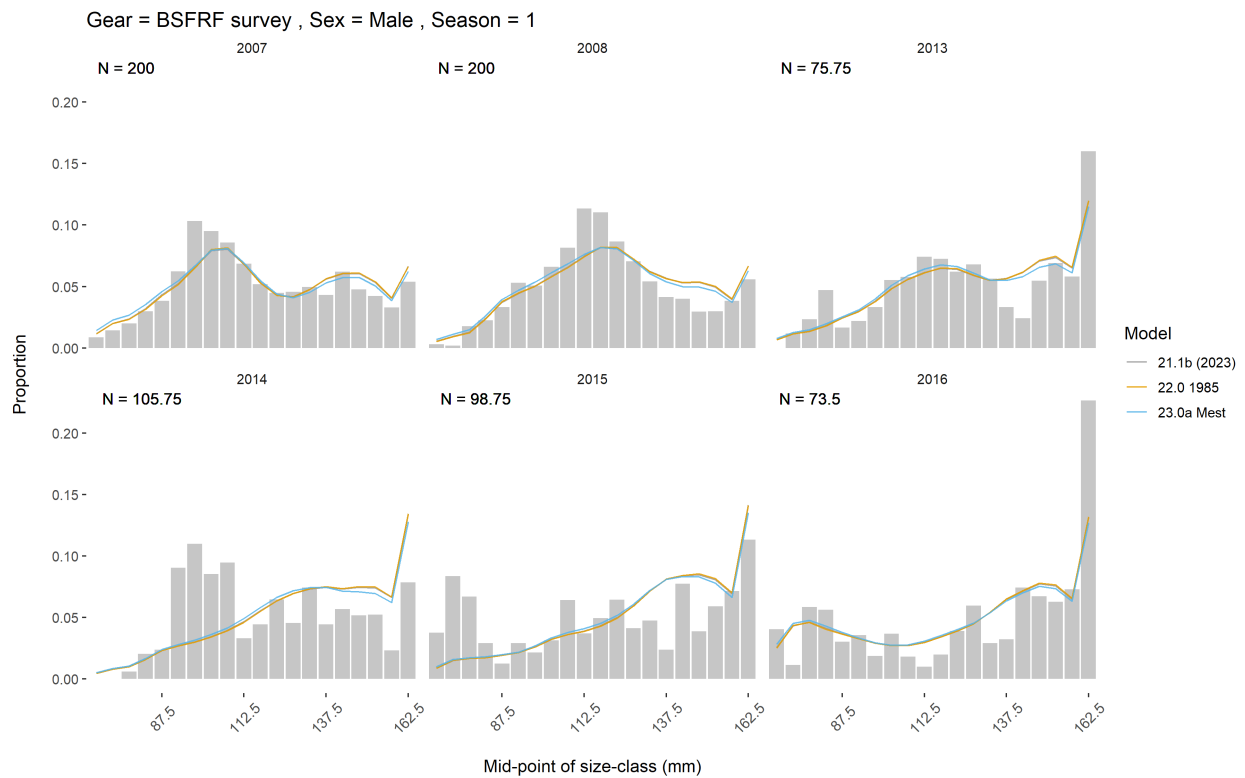 Gear = BSFRF survey , Sex = Male , Season = 1
2007
2008
2013
N = 200
N = 200
N = 75.75
0.20
0.15
0.10
0.05
0.00
2014
2015
2016
N = 105.75
N = 98.75
N = 73.5
0.20
0.15
0.10
0.05
0.00
Proportion
87.5
112.5
137.5
162.5
87.5
112.5
137.5
162.5
87.5
112.5
137.5
162.5
Mid-point of size-class (mm)
Model
21.1b (2023)
22.0 1985
23.0a Mest